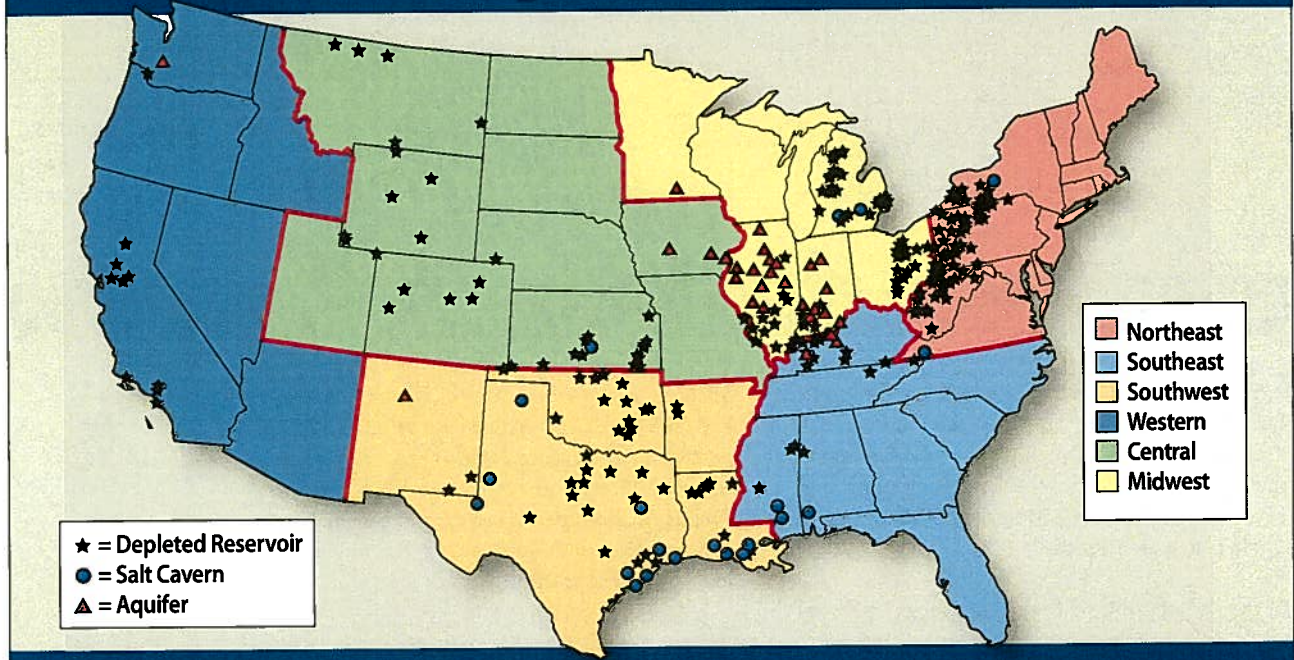 Northeast
Southeast
Southwest
Western
Central
Midwest
= Depleted Reservoir
= Salt Cavern
= Aquifer